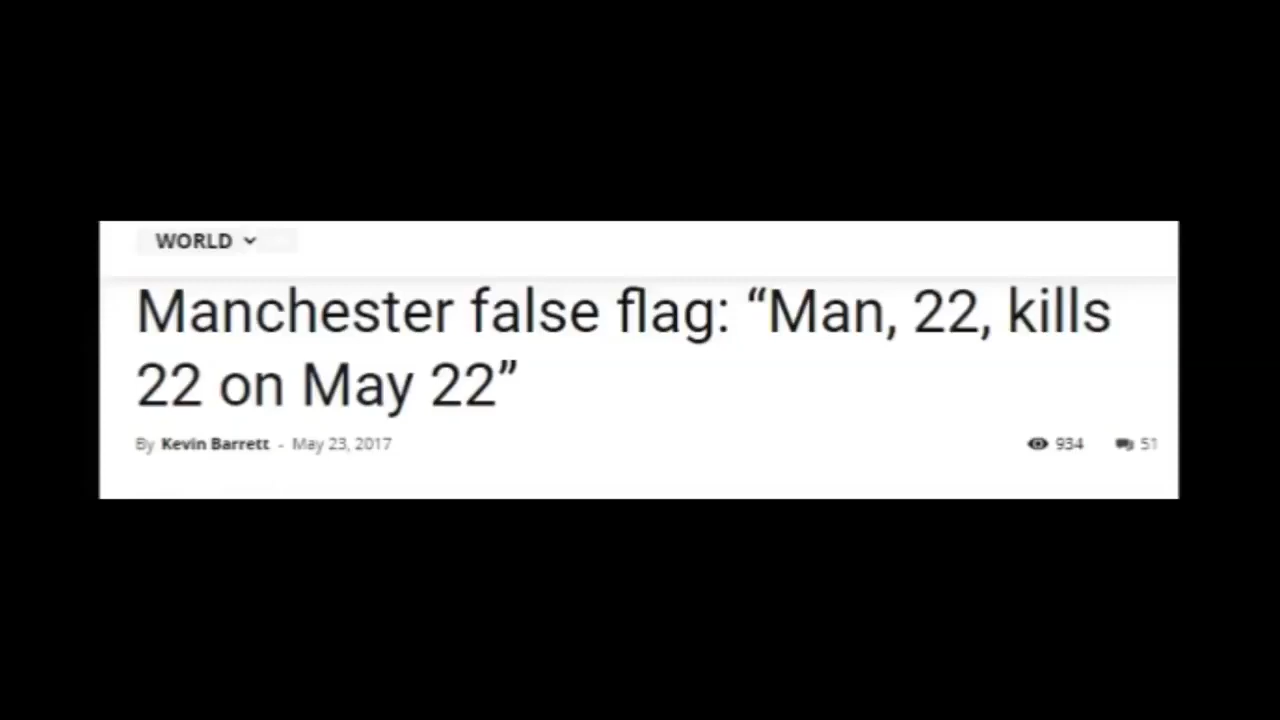 WORLD
Manchester false flag: “Man, 22, kills
22 on May 22”
By Kevin Barrett - May 23, 2017 934 51